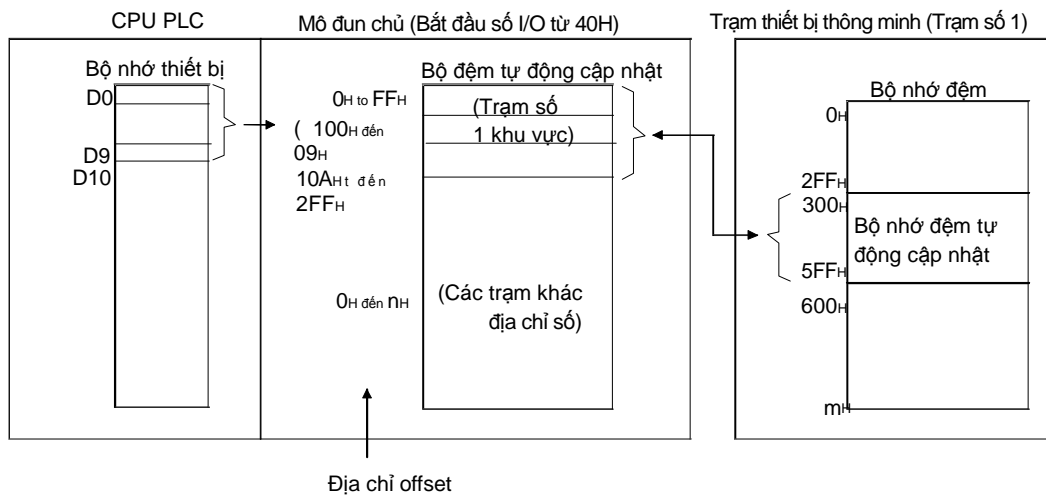 CPU PLC
Mô đun chủ (Bắt đầu số I/O từ 40H)
Trạm thiết bị thông minh (Trạm số 1)
Bộ nhớ thiết bị
D0
D9
D10
Bộ đệm tự động cập nhật
0H to FFH
( 100H đến
09H
10AH t đến
2FFH
0H đến nH
(Trạm số
1 khu vực)
(Các trạm khác
địa chỉ số)
Địa chỉ offset
Bộ nhớ đệm
0H
2FFH
300H
Bộ nhớ đệm tự
động cập nhật
5FFH
600H
mH